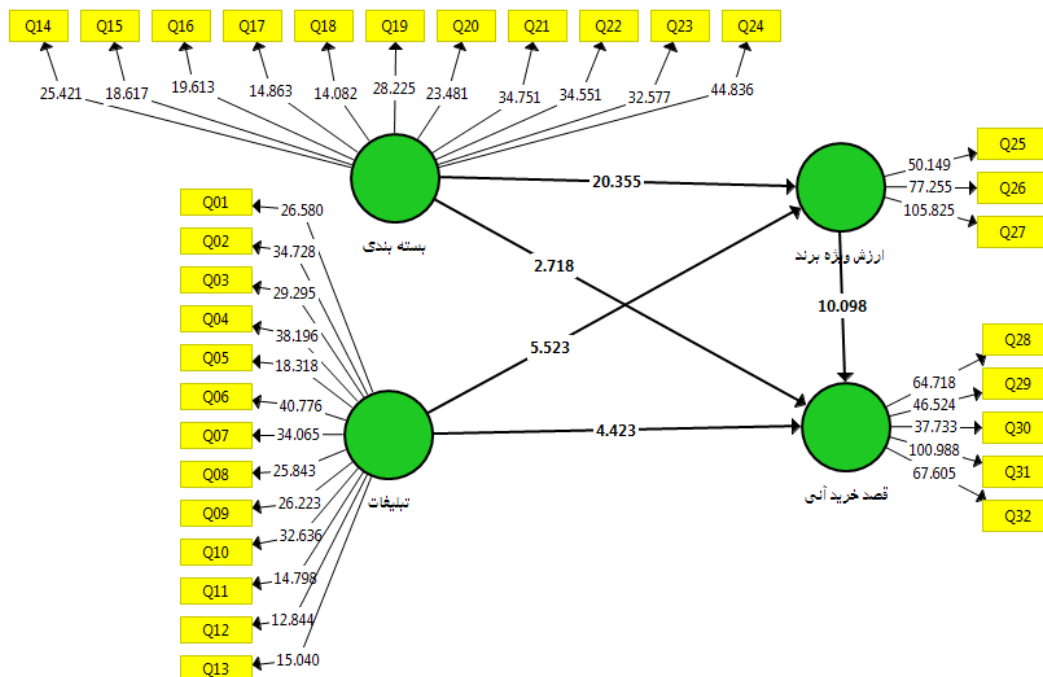 Q14 Q15 Q16 Q17 Q18 Q19 Q20 Q21 Q22 Q23 Q24
25.421 18.617 19.613 14.863 14.082 28.225 23.481 34.751 34.551 32.577 44.836
بسته بندی
20.355
2.718
5.523
4.423
10.098
ارزش ویژه برند
Q25
50.149
Q26
77.255
Q27
105.825
Q01
26.580
Q02
34.728
Q03
29.295
Q04
38.196
Q05
18.318
Q06
40.776
Q07
34.065
Q08
25.843
Q09
26.223
Q10
32.636
Q11
14.798
Q12
12.844
Q13
15.040
تبلیغات
قصد خرید آنی
Q28
64.718
Q29
46.524
Q30
37.733
Q31
100.988
Q32
67.605